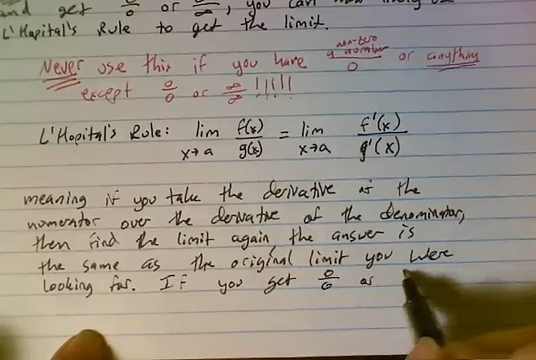 and get 0/0 or ∞/∞, you can now
L'Hopital's Rule to get the limit.
Never use this if you have a non-zero number/0 or anything
except 0/0 or ∞/∞ !!!!!
L'Hopital's Rule: lim x→a f(x)/g(x) = lim x→a f'(x)/g'(x)
meaning if you take the derivative of the
numerator over the derivative of the denominator,
then find the limit again the answer is
the same as the original limit you were
looking for. If you get 0/0 or